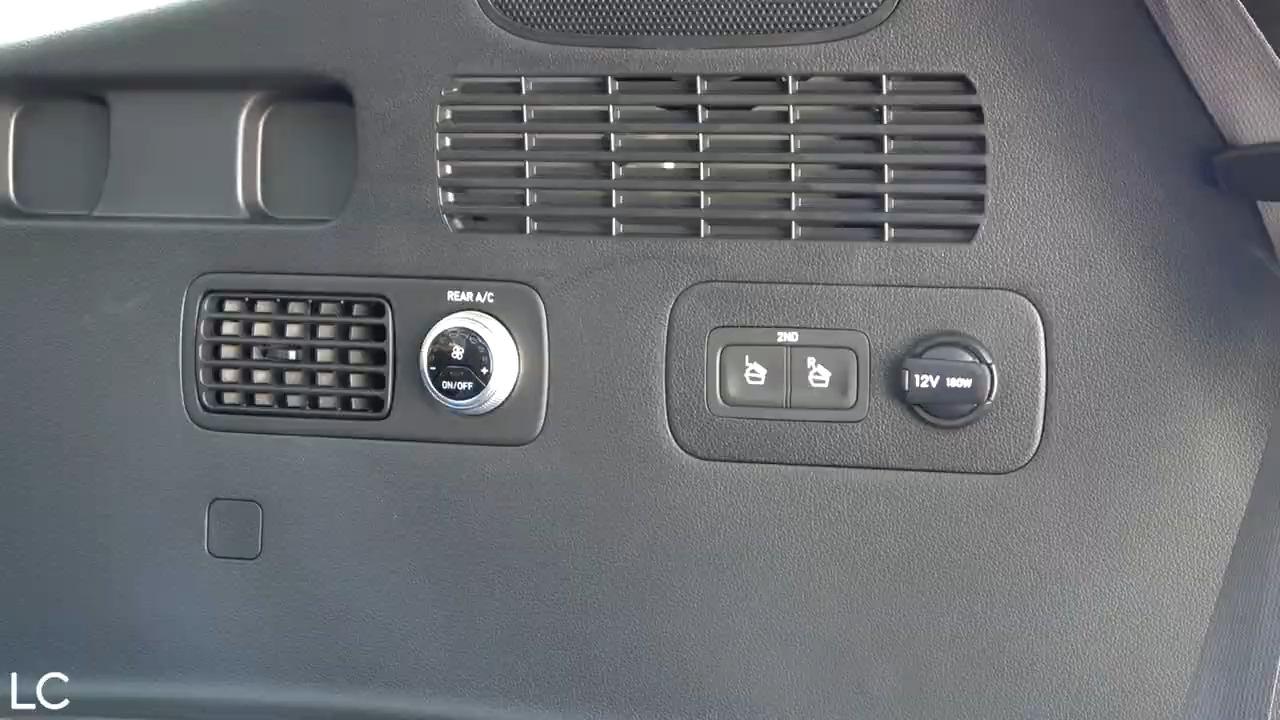 REAR A/C
- +
ON/OFF
2ND
L R
12V 180W
LC